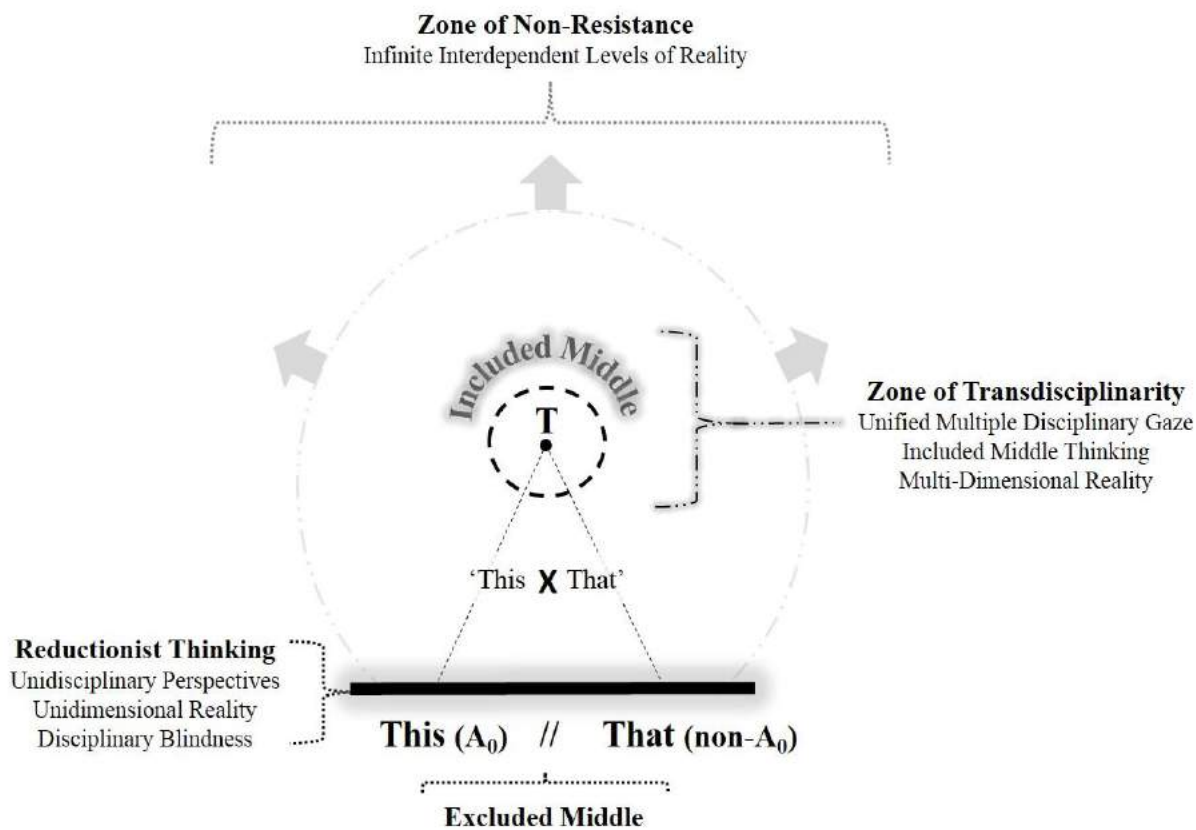 Zone of Non-Resistance
Infinite Interdependent Levels of Reality
Included Middle
T
Zone of Transdisciplinarity
Unified Multiple Disciplinary Gaze
Included Middle Thinking
Multi-Dimensional Reality
‘This X That’
Reductionist Thinking
Unidisciplinary Perspectives
Unidimensional Reality
Disciplinary Blindness
This (A₀) // That (non-A₀)
Excluded Middle